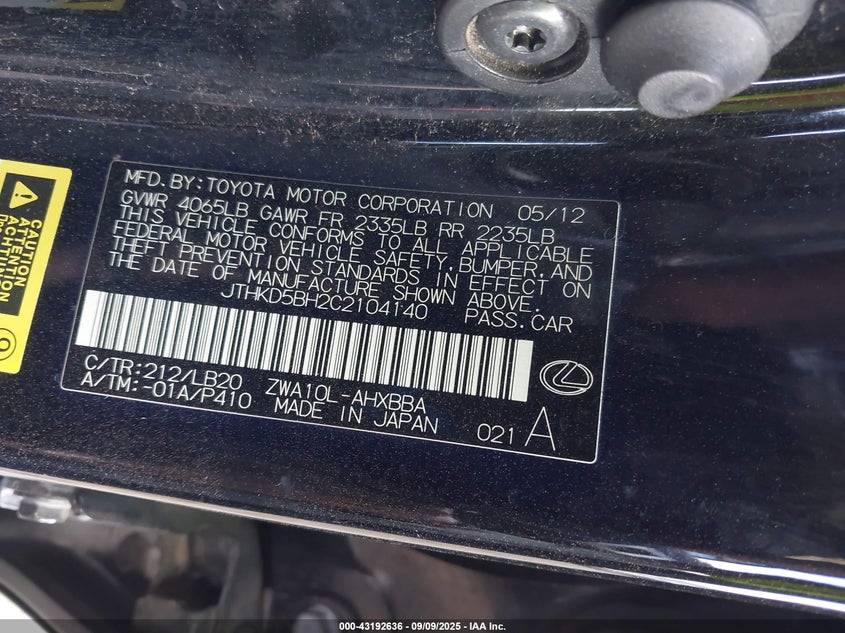 MFD. BY: TOYOTA MOTOR CORPORATION 05/12
GVWR 4065LB GAWR FR 2335LB RR 2235LB
THIS VEHICLE CONFORMS TO ALL APPLICABLE
FEDERAL MOTOR VEHICLE SAFETY, BUMPER, AND
THEFT PREVENTION STANDARDS IN EFFECT ON
THE DATE OF MANUFACTURE SHOWN ABOVE.
JTHKD5BH2C2104140 PASS. CAR
C/TR:212/LB20 ZWA10L-AHXBBA
A/TM:-01A/P410 MADE IN JAPAN 021 A
CAUTION
ATTENTION
ACHTUNG
000-43192636 - 09/09/2025 - IAA Inc.